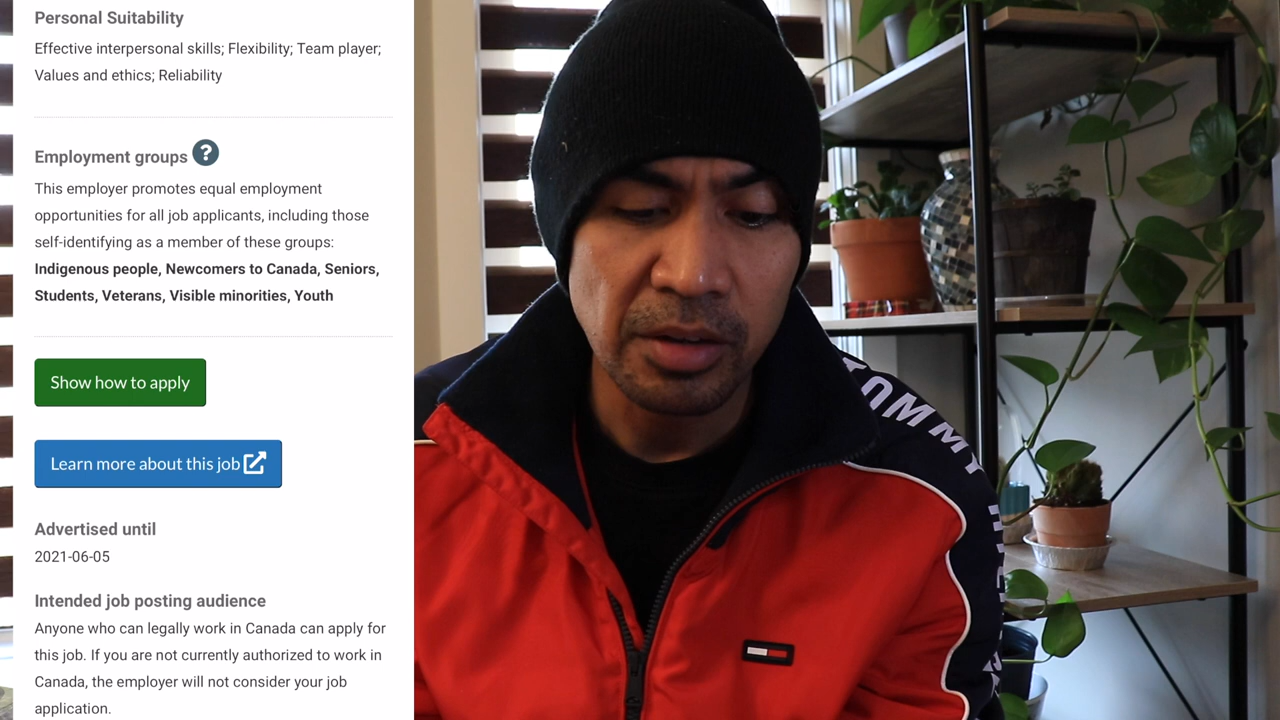 Personal Suitability
Effective interpersonal skills; Flexibility; Team player;
Values and ethics; Reliability
Employment groups ?
This employer promotes equal employment
opportunities for all job applicants, including those
self-identifying as a member of these groups:
Indigenous people, Newcomers to Canada, Seniors,
Students, Veterans, Visible minorities, Youth
Show how to apply
Learn more about this job
Advertised until
2021-06-05
Intended job posting audience
Anyone who can legally work in Canada can apply for
this job. If you are not currently authorized to work in
Canada, the employer will not consider your job
application.
TOMMY